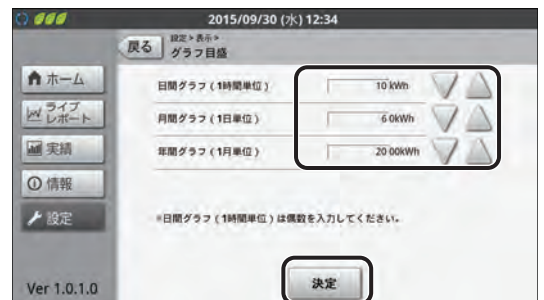 2015/09/30 (水) 12:34
戻る
設定>表示>
グラフ目盛
ホーム
ライブ
レポート
実績
情報
設定
日間グラフ(1時間単位) 10 kWh
月間グラフ(1日単位) 6 0kWh
年間グラフ(1月単位) 20 00kWh
※日間グラフ(1時間単位)は偶数を入力してください。
決定
Ver 1.0.1.0